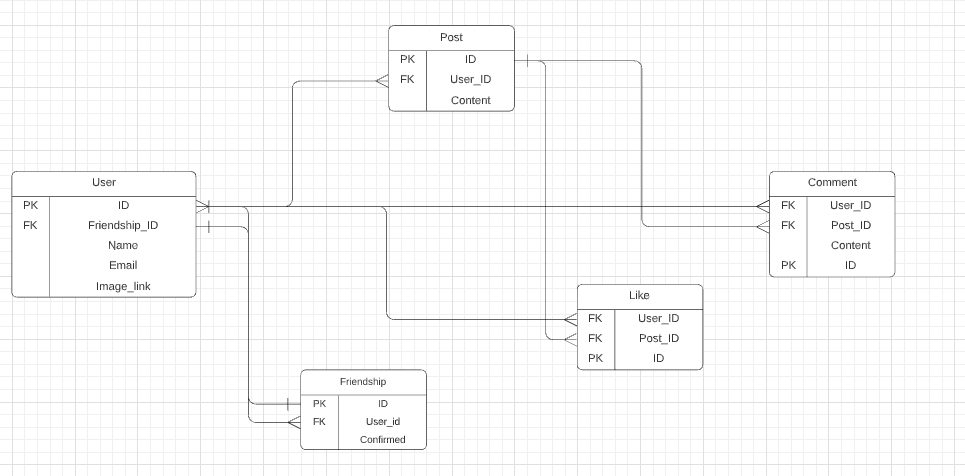 Post
PK ID
FK User_ID
Content
User
PK ID
FK Friendship_ID
Name
Email
Image_link
Comment
FK User_ID
FK Post_ID
Content
PK ID
Like
FK User_ID
FK Post_ID
PK ID
Friendship
PK ID
FK User_id
Confirmed